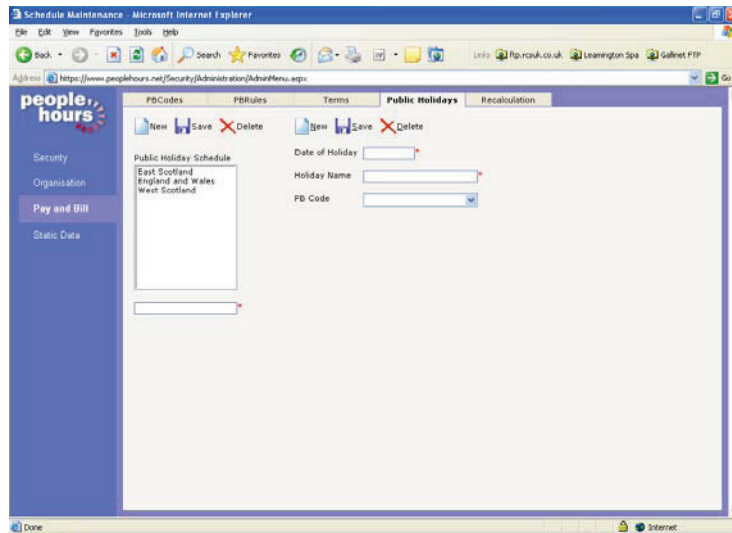 Schedule Maintenance - Microsoft Internet Explorer
File Edit View Favorites Tools Help
Back Search Favorites Links ftp.rcsuk.co.uk Leamington Spa Gallnet FTP
Address https://www.peoplehours.net/Security/Administration/AdminMenu.aspx Go
people
hours
PBCodes PBRules Terms Public Holidays Recalculation
New Save Delete New Save Delete
Security
Organisation
Pay and Bill
Static Data
Public Holiday Schedule
East Scotland
England and Wales
West Scotland
*
Date of Holiday *
Holiday Name *
PB Code
Done Internet